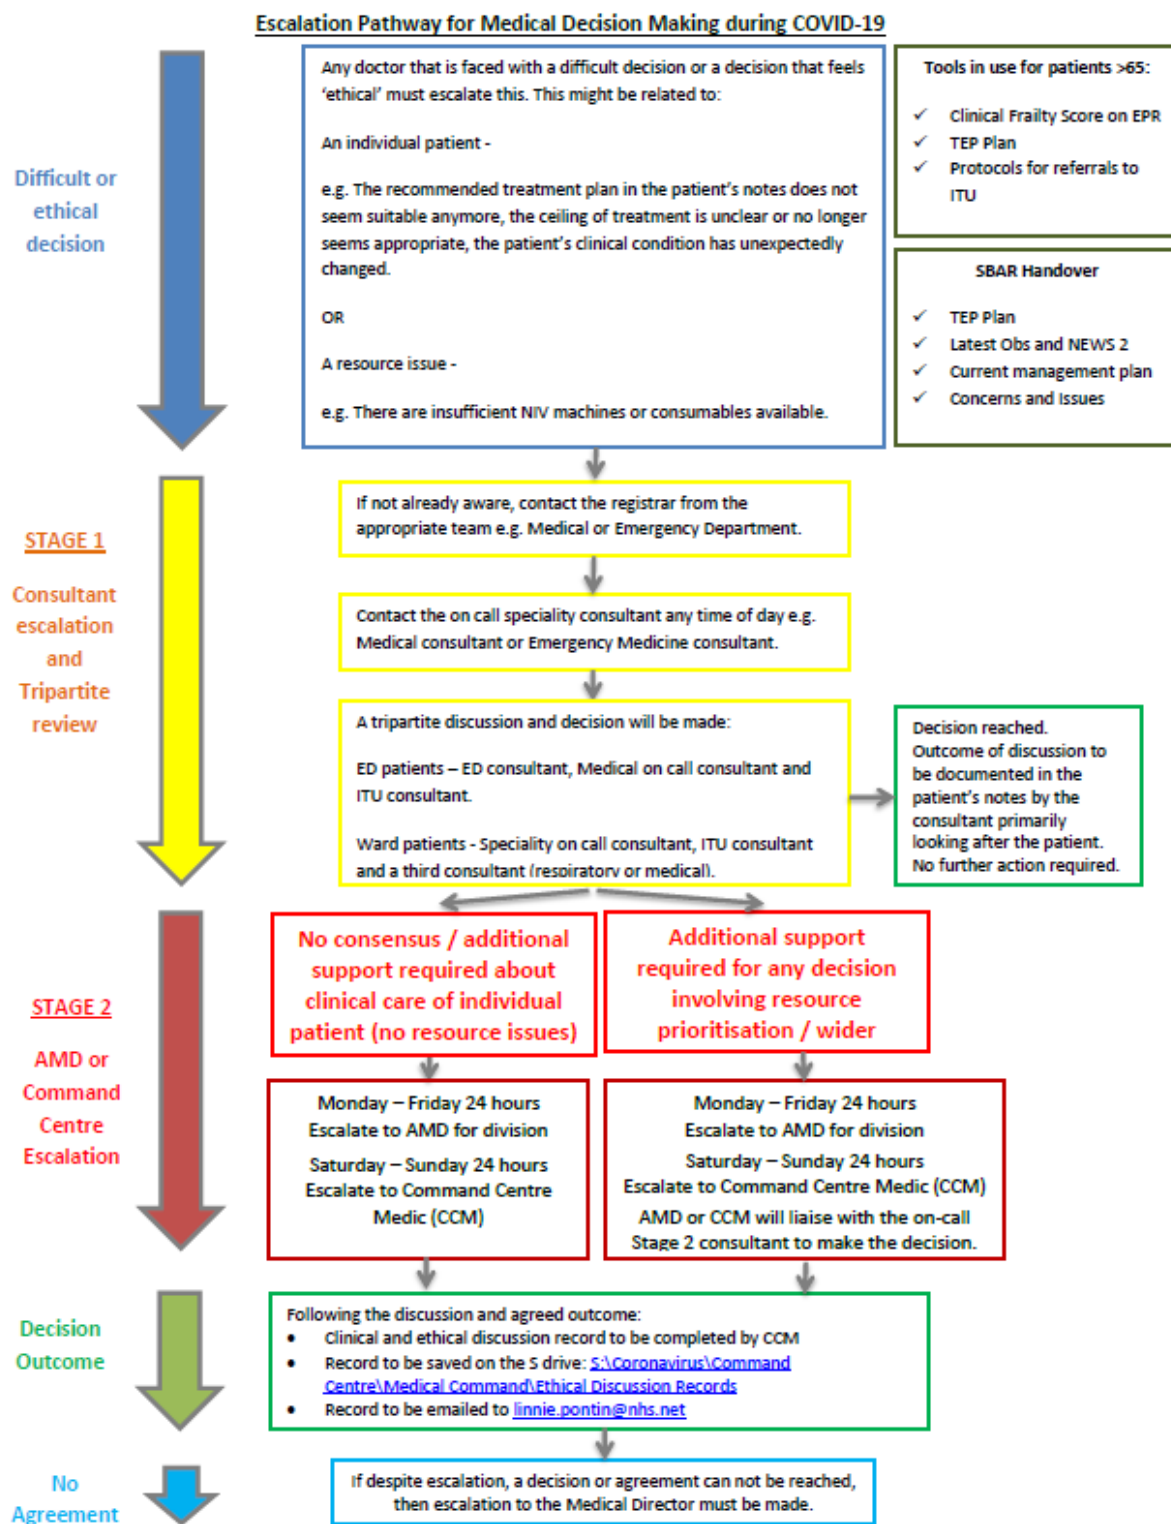 Escalation Pathway for Medical Decision Making during COVID-19
Difficult or
ethical
decision
Any doctor that is faced with a difficult decision or a decision that feels
‘ethical’ must escalate this. This might be related to:
An individual patient -
e.g. The recommended treatment plan in the patient’s notes does not
seem suitable anymore, the ceiling of treatment is unclear or no longer
seems appropriate, the patient’s clinical condition has unexpectedly
changed.
OR
A resource issue -
e.g. There are insufficient NIV machines or consumables available.
Tools in use for patients >65:
✓ Clinical Frailty Score on EPR
✓ TEP Plan
✓ Protocols for referrals to
ITU
SBAR Handover
✓ TEP Plan
✓ Latest Obs and NEWS 2
✓ Current management plan
✓ Concerns and Issues
STAGE 1
Consultant
escalation
and
Tripartite
review
If not already aware, contact the registrar from the
appropriate team e.g. Medical or Emergency Department.
Contact the on call speciality consultant any time of day e.g.
Medical consultant or Emergency Medicine consultant.
A tripartite discussion and decision will be made:
ED patients – ED consultant, Medical on call consultant and
ITU consultant.
Ward patients - Speciality on call consultant, ITU consultant
and a third consultant (respiratory or medical).
Decision reached.
Outcome of discussion to
be documented in the
patient’s notes by the
consultant primarily
looking after the patient.
No further action required.
STAGE 2
AMD or
Command
Centre
Escalation
No consensus / additional
support required about
clinical care of individual
patient (no resource issues)
Additional support
required for any decision
involving resource
prioritisation / wider
Monday – Friday 24 hours
Escalate to AMD for division
Saturday – Sunday 24 hours
Escalate to Command Centre
Medic (CCM)
Monday – Friday 24 hours
Escalate to AMD for division
Saturday – Sunday 24 hours
Escalate to Command Centre Medic (CCM)
AMD or CCM will liaise with the on-call
Stage 2 consultant to make the decision.
Decision
Outcome
Following the discussion and agreed outcome:
• Clinical and ethical discussion record to be completed by CCM
• Record to be saved on the S drive: S:\Coronavirus\Command
Centre\Medical Command\Ethical Discussion Records
• Record to be emailed to linnie.pontin@nhs.net
No
Agreement
If despite escalation, a decision or agreement can not be reached,
then escalation to the Medical Director must be made.